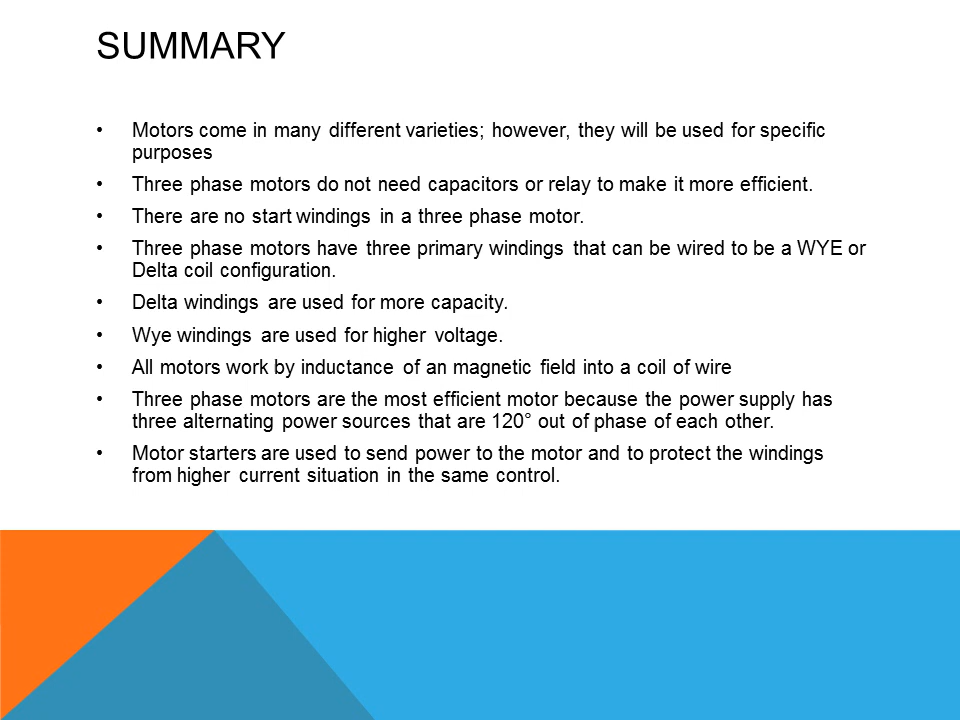 SUMMARY
• Motors come in many different varieties; however, they will be used for specific
purposes
• Three phase motors do not need capacitors or relay to make it more efficient.
• There are no start windings in a three phase motor.
• Three phase motors have three primary windings that can be wired to be a WYE or
Delta coil configuration.
• Delta windings are used for more capacity.
• Wye windings are used for higher voltage.
• All motors work by inductance of an magnetic field into a coil of wire
• Three phase motors are the most efficient motor because the power supply has
three alternating power sources that are 120° out of phase of each other.
• Motor starters are used to send power to the motor and to protect the windings
from higher current situation in the same control.